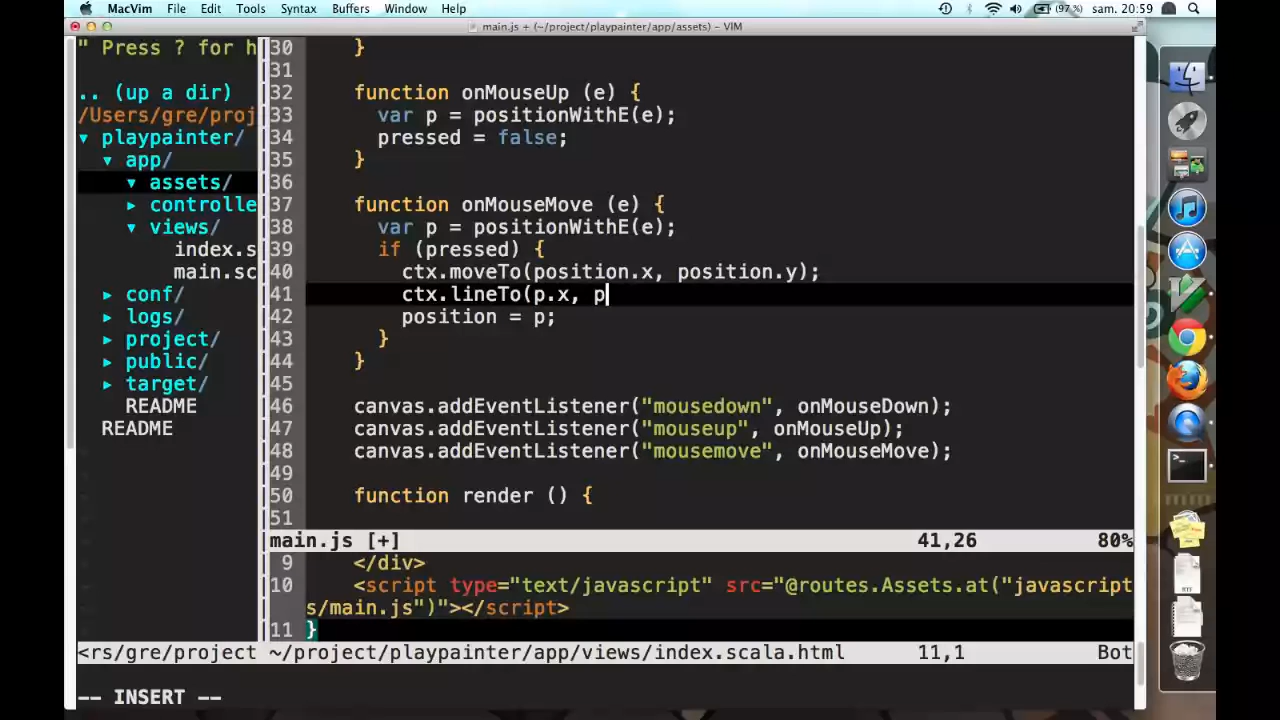 MacVim File Edit Tools Syntax Buffers Window Help (97 %) sam. 20:59
main.js + (~/project/playpainter/app/assets) – VIM
" Press ? for h
.. (up a dir)
/Users/gre/proj
▾ playpainter/
▾ app/
▾ assets/
▸ controlle
▾ views/
index.s
main.sc
▸ conf/
▸ logs/
▸ project/
▸ public/
▸ target/
README
README
30 }
31
32 function onMouseUp (e) {
33 var p = positionWithE(e);
34 pressed = false;
35 }
36
37 function onMouseMove (e) {
38 var p = positionWithE(e);
39 if (pressed) {
40 ctx.moveTo(position.x, position.y);
41 ctx.lineTo(p.x, p
42 position = p;
43 }
44 }
45
46 canvas.addEventListener("mousedown", onMouseDown);
47 canvas.addEventListener("mouseup", onMouseUp);
48 canvas.addEventListener("mousemove", onMouseMove);
49
50 function render () {
51
main.js [+] 41,26 80%
9 </div>
10 <script type="text/javascript" src="@routes.Assets.at("javascript
s/main.js")"></script>
11 }
<rs/gre/project ~/project/playpainter/app/views/index.scala.html 11,1 Bot
-- INSERT --